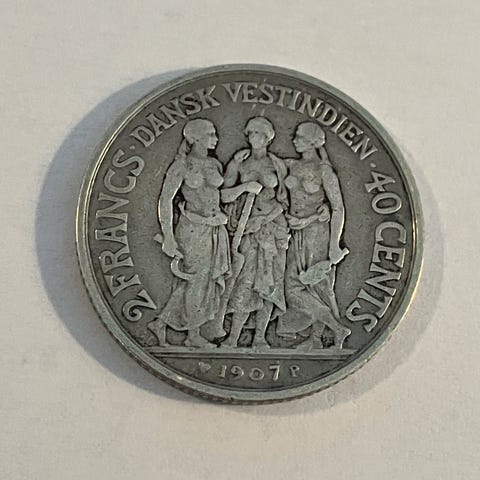 2 FRANCS · DANSK VESTINDIEN · 40 CENTS
♥ 1907 P